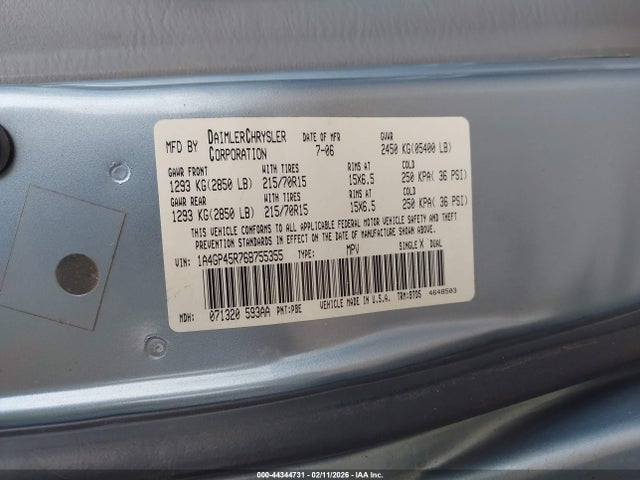 MFD BY DAIMLERCHRYSLER CORPORATION DATE OF MFR 7-06 GVWR 2450 KG(05400 LB)
GAWR FRONT WITH TIRES RIMS AT COLD
1293 KG(2850 LB) 215/70R15 15X6.5 250 KPA( 36 PSI)
GAWR REAR WITH TIRES RIMS AT COLD
1293 KG(2850 LB) 215/70R15 15X6.5 250 KPA( 36 PSI)
THIS VEHICLE CONFORMS TO ALL APPLICABLE FEDERAL MOTOR VEHICLE SAFETY AND THEFT
PREVENTION STANDARDS IN EFFECT ON THE DATE OF MANUFACTURE SHOWN ABOVE.
VIN: 1A4GP45R76B755355 TYPE: MPV SINGLE X DUAL
MDH: 071320 593AA PNT:PBE VEHICLE MADE IN U.S.A. TRM:B7D5 4648503
000-44344731 - 02/11/2026 - IAA Inc.